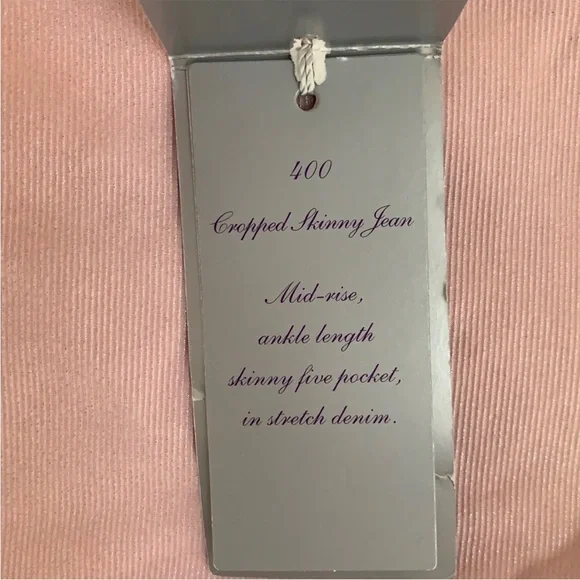 400
Cropped Skinny Jean
Mid-rise,
ankle length
skinny five pocket,
in stretch denim.